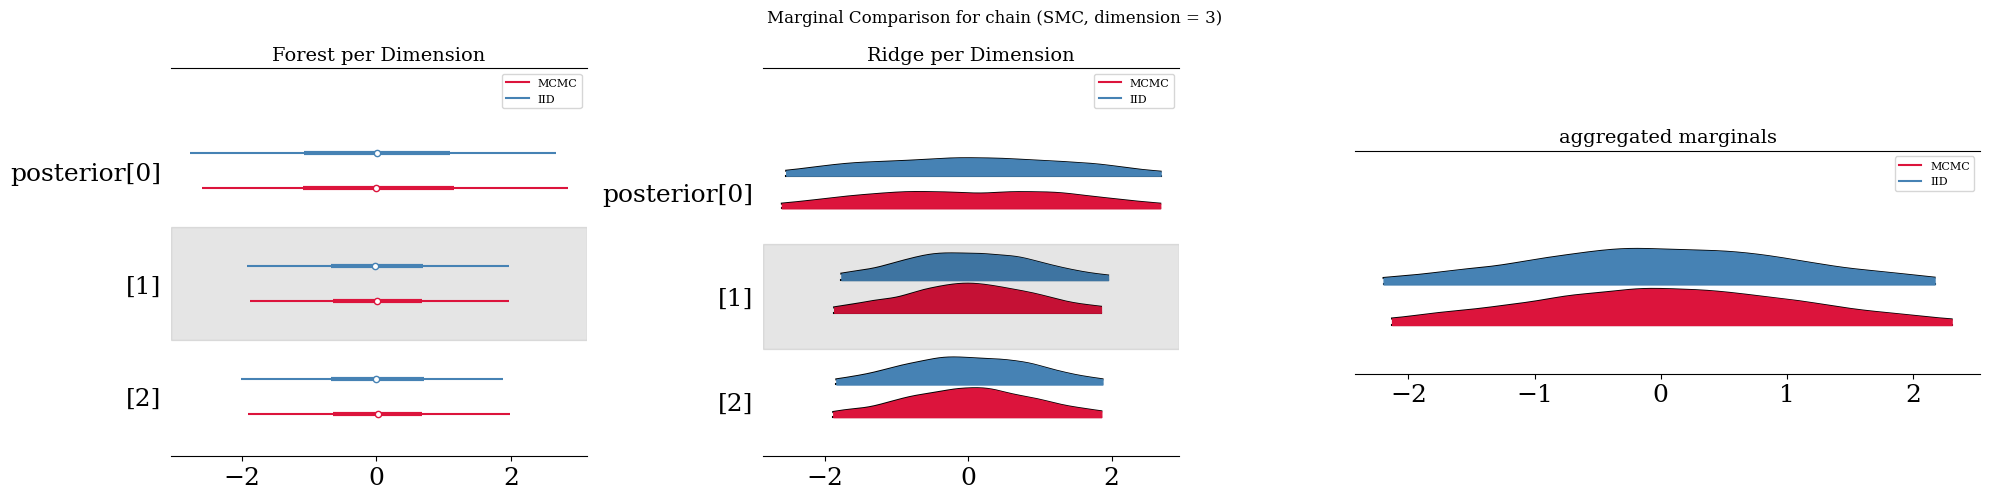 Marginal Comparison for chain (SMC, dimension = 3)
Forest per Dimension
MCMC
IID
posterior[0]
[1]
[2]
−2 0 2
Ridge per Dimension
MCMC
IID
posterior[0]
[1]
[2]
−2 0 2
aggregated marginals
MCMC
IID
−2 −1 0 1 2